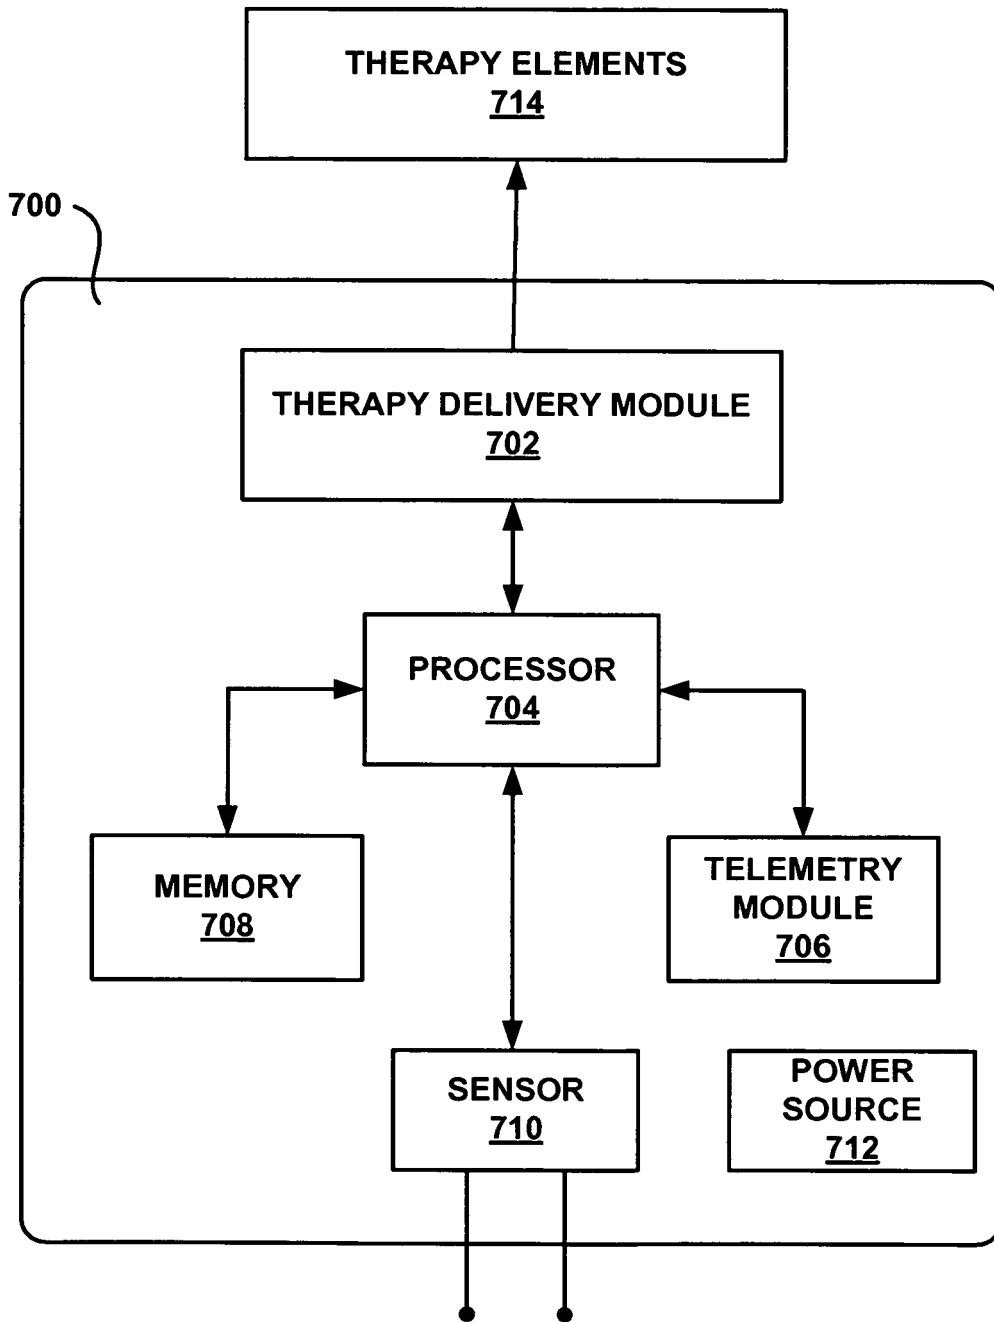 THERAPY ELEMENTS
714
700
THERAPY DELIVERY MODULE
702
PROCESSOR
704
MEMORY
708
TELEMETRY
MODULE
706
SENSOR
710
POWER
SOURCE
712